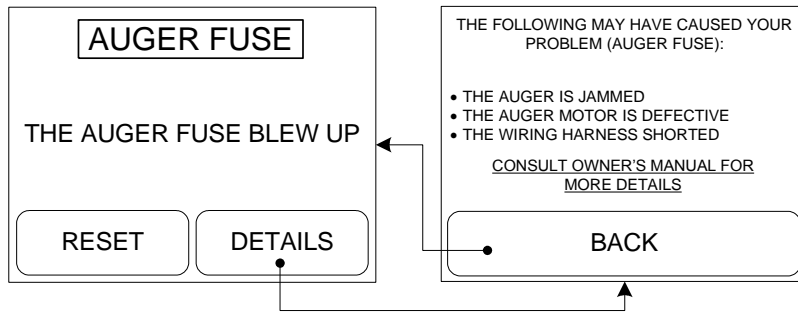 AUGER FUSE
THE AUGER FUSE BLEW UP
RESET
DETAILS
THE FOLLOWING MAY HAVE CAUSED YOUR
PROBLEM (AUGER FUSE):
• THE AUGER IS JAMMED
• THE AUGER MOTOR IS DEFECTIVE
• THE WIRING HARNESS SHORTED
CONSULT OWNER'S MANUAL FOR
MORE DETAILS
BACK